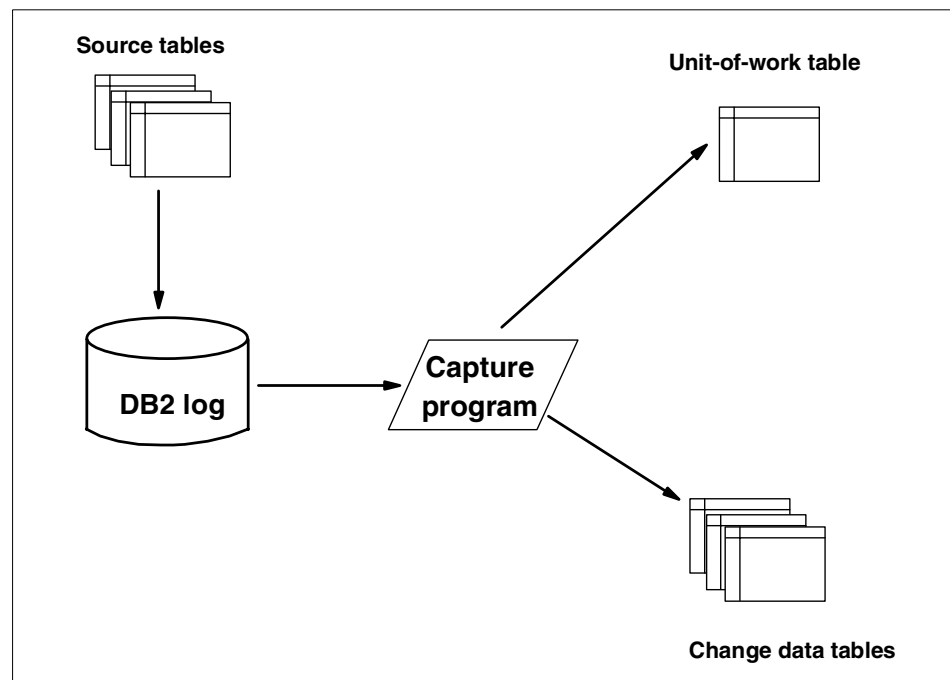 Source tables
Unit-of-work table
DB2 log
Capture
program
Change data tables